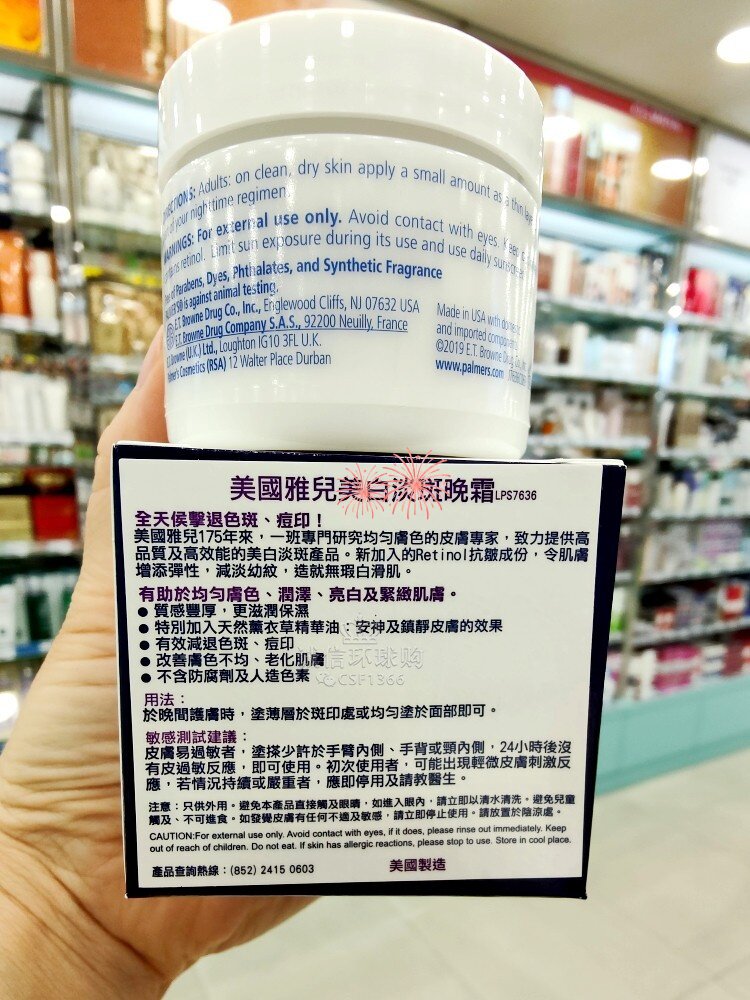 IONS: Adults: on clean, dry skin apply a small amount as a thin layer
of your nighttime regimen.
WARNINGS: For external use only. Avoid contact with eyes. Keep
retinol. Limit sun exposure during its use and use daily sunscreen
of Parabens, Dyes, Phthalates, and Synthetic Fragrance
is against animal testing.
E.T. Browne Drug Co., Inc., Englewood Cliffs, NJ 07632 USA
E.T. Browne Drug Company S.A.S., 92200 Neuilly, France
Browne (U.K.) Ltd., Loughton IG10 3FL U.K.
Palmer's Cosmetics (RSA) 12 Walter Place Durban
Made in USA with domestic
and imported components
©2019 E.T. Browne Drug
www.palmers.com
美國雅兒美白淡斑晚霜LPS7636
全天侯擊退色斑、痘印!
美國雅兒175年來,一班專門研究均勻膚色的皮膚專家,致力提供高
品質及高效能的美白淡斑產品。新加入的Retinol抗皺成份,令肌膚
增添彈性,減淡幼紋,造就無瑕白滑肌。
有助於均勻膚色、潤澤、亮白及緊緻肌膚。
● 質感豐厚,更滋潤保濕
● 特別加入天然薰衣草精華油:安神及鎮靜皮膚的效果
● 有效減退色斑、痘印
● 改善膚色不均、老化肌膚
● 不含防腐劑及人造色素
信环球购
CSF1366
用法:
於晚間護膚時,塗薄層於斑印處或均勻塗於面部即可。
敏感測試建議:
皮膚易過敏者,塗搽少許於手臂內側、手背或頸內側,24小時後沒
有皮過敏反應,即可使用。初次使用者,可能出現輕微皮膚刺激反
應,若情況持續或嚴重者,應即停用及請教醫生。
注意:只供外用。避免本產品直接觸及眼睛,如進入眼內,請立即以清水清洗。避免兒童
觸及、不可進食。如發覺皮膚有任何不適及敏感,請立即停止使用。請放置於陰涼處。
CAUTION:For external use only. Avoid contact with eyes, if it does, please rinse out immediately. Keep
out of reach of children. Do not eat. If skin has allergic reactions, please stop to use. Store in cool place.
產品查詢熱線:(852) 2415 0603
美國製造